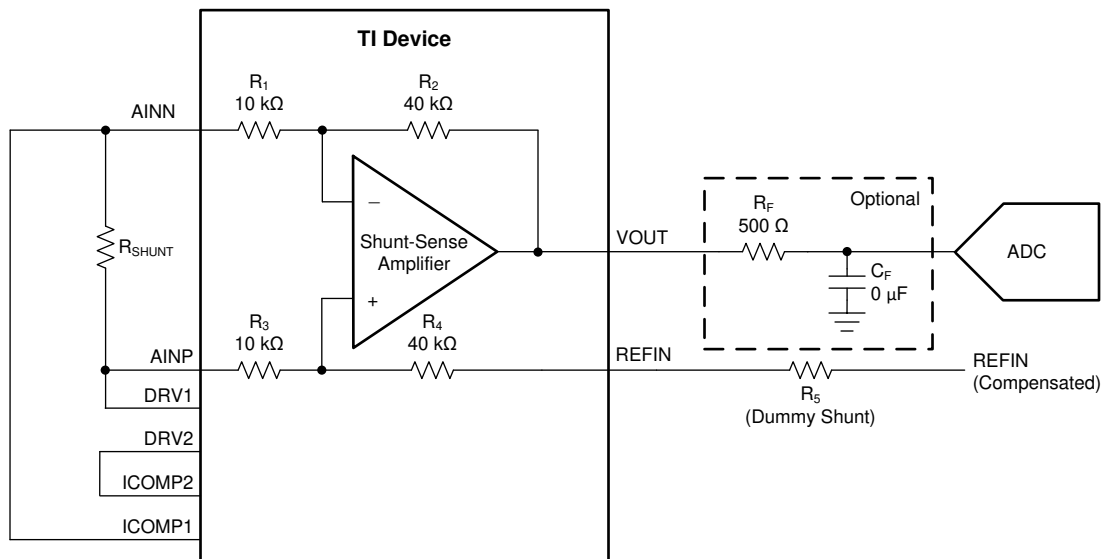 TI Device
R1
10 kΩ
R2
40 kΩ
AINN
RSHUNT
−
Shunt-Sense
Amplifier
+
VOUT
Optional
RF
500 Ω
CF
0 µF
ADC
R3
10 kΩ
R4
40 kΩ
AINP
REFIN
R5
(Dummy Shunt)
REFIN
(Compensated)
DRV1
DRV2
ICOMP2
ICOMP1